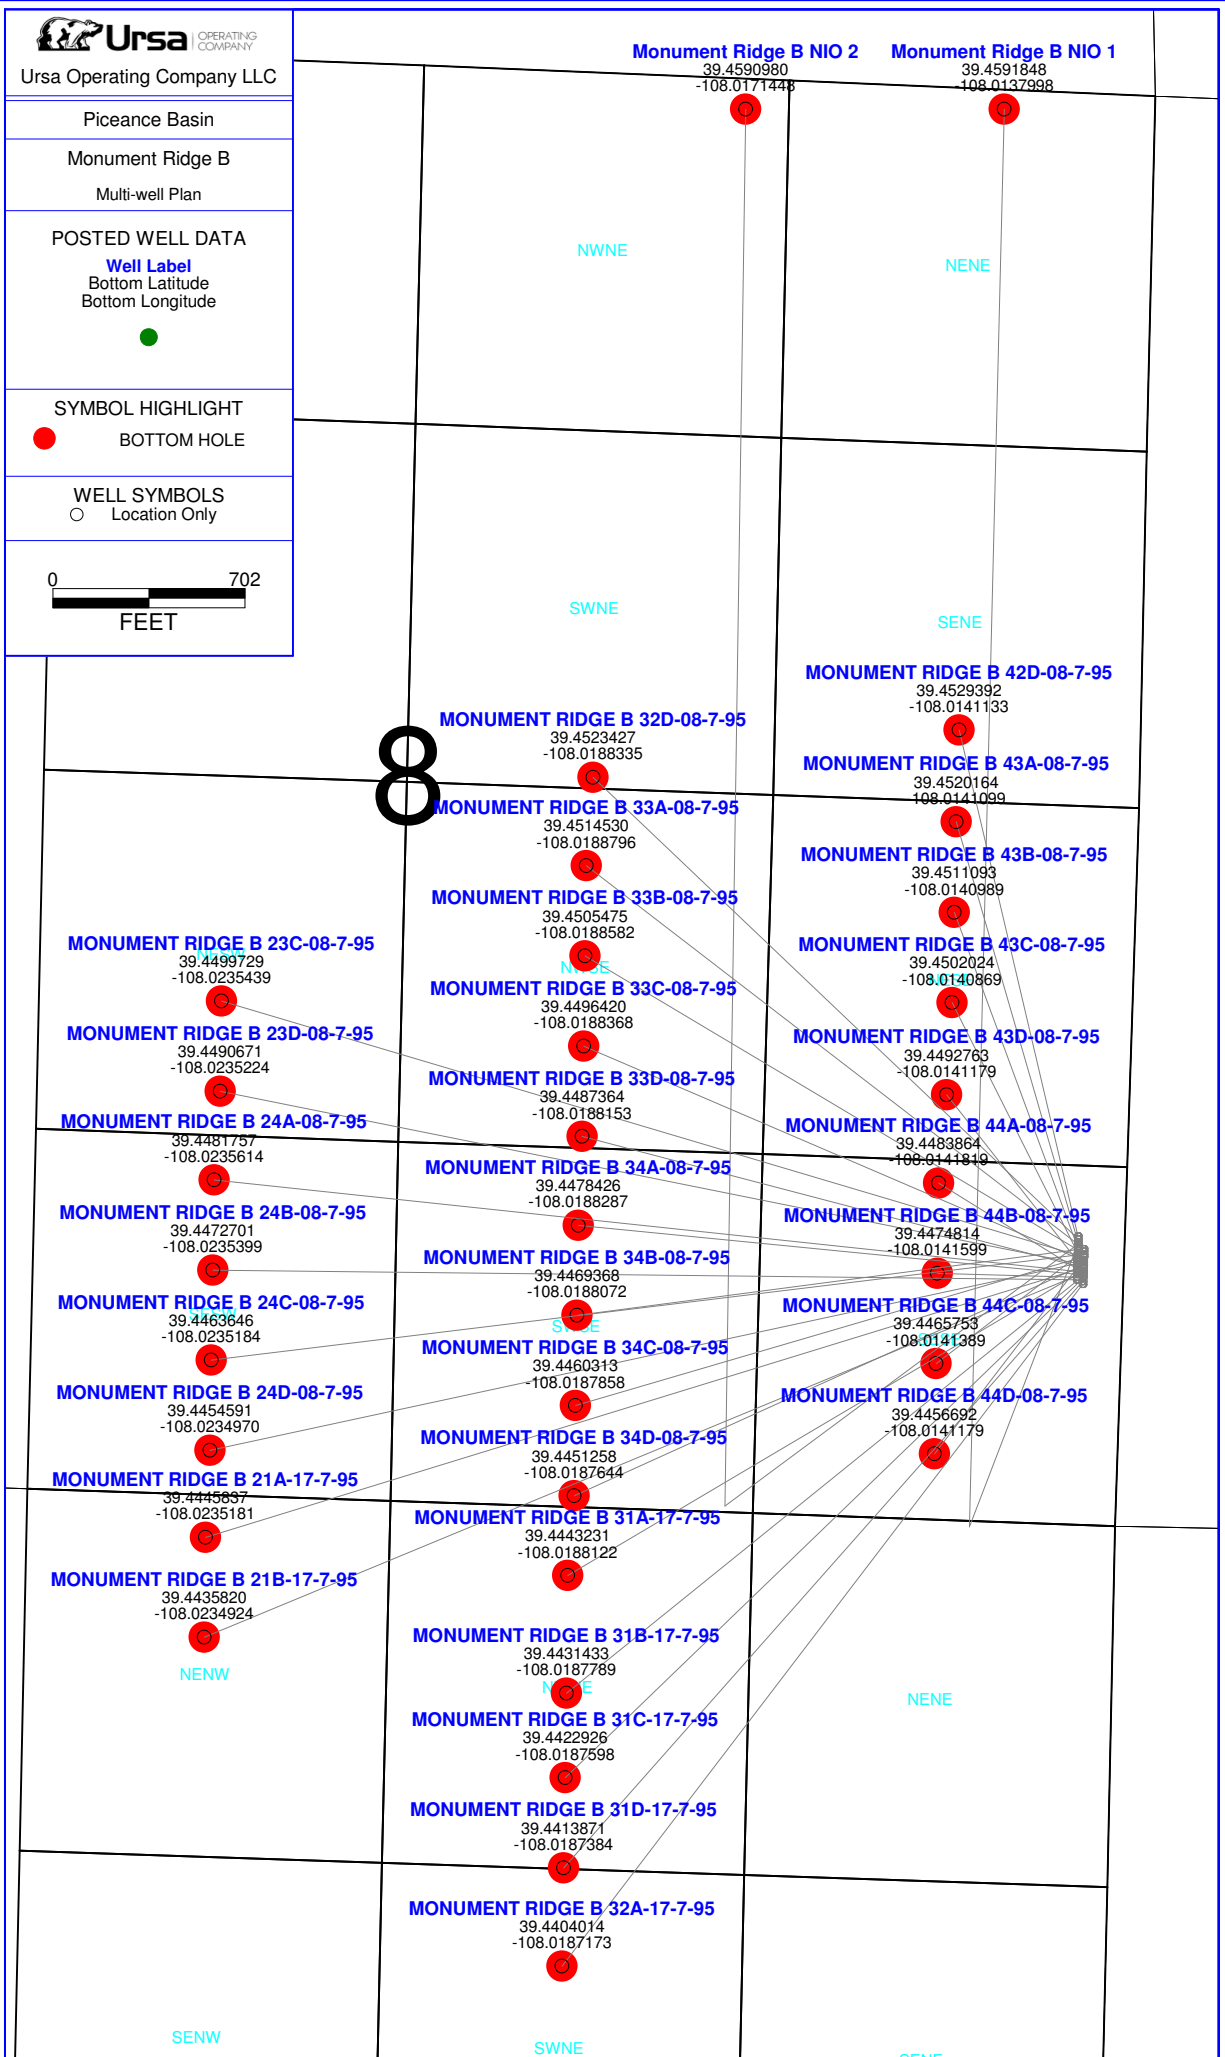 Ursa OPERATING
COMPANY
Ursa Operating Company LLC
Piceance Basin
Monument Ridge B
Multi-well Plan
POSTED WELL DATA
Well Label
Bottom Latitude
Bottom Longitude
SYMBOL HIGHLIGHT
BOTTOM HOLE
WELL SYMBOLS
Location Only
0 702
FEET
Monument Ridge B NIO 2
39.4590980
-108.0171448
Monument Ridge B NIO 1
39.4591848
-108.0137998
NWNE
NENE
SWNE
SENE
8
MONUMENT RIDGE B 42D-08-7-95
39.4529392
-108.0141133
MONUMENT RIDGE B 32D-08-7-95
39.4523427
-108.0188335
MONUMENT RIDGE B 43A-08-7-95
39.4520164
-108.0141099
MONUMENT RIDGE B 33A-08-7-95
39.4514530
-108.0188796
MONUMENT RIDGE B 43B-08-7-95
39.4511093
-108.0140989
MONUMENT RIDGE B 33B-08-7-95
39.4505475
-108.0188582
NWSE
MONUMENT RIDGE B 23C-08-7-95
39.4499729
-108.0235439
MONUMENT RIDGE B 43C-08-7-95
39.4502024
-108.0140869
MONUMENT RIDGE B 33C-08-7-95
39.4496420
-108.0188368
MONUMENT RIDGE B 23D-08-7-95
39.4490671
-108.0235224
MONUMENT RIDGE B 43D-08-7-95
39.4492763
-108.0141179
MONUMENT RIDGE B 33D-08-7-95
39.4487364
-108.0188153
MONUMENT RIDGE B 24A-08-7-95
39.4481757
-108.0235614
MONUMENT RIDGE B 44A-08-7-95
39.4483864
-108.0141819
MONUMENT RIDGE B 34A-08-7-95
39.4478426
-108.0188287
MONUMENT RIDGE B 24B-08-7-95
39.4472701
-108.0235399
MONUMENT RIDGE B 44B-08-7-95
39.4474814
-108.0141599
MONUMENT RIDGE B 34B-08-7-95
39.4469368
-108.0188072
SWSE
MONUMENT RIDGE B 24C-08-7-95
39.4463646
-108.0235184
MONUMENT RIDGE B 44C-08-7-95
39.4465753
-108.0141389
MONUMENT RIDGE B 34C-08-7-95
39.4460313
-108.0187858
MONUMENT RIDGE B 24D-08-7-95
39.4454591
-108.0234970
MONUMENT RIDGE B 44D-08-7-95
39.4456692
-108.0141179
MONUMENT RIDGE B 34D-08-7-95
39.4451258
-108.0187644
MONUMENT RIDGE B 21A-17-7-95
39.4445837
-108.0235181
MONUMENT RIDGE B 31A-17-7-95
39.4443231
-108.0188122
MONUMENT RIDGE B 21B-17-7-95
39.4435820
-108.0234924
NENW
MONUMENT RIDGE B 31B-17-7-95
39.4431433
-108.0187789
NENE
MONUMENT RIDGE B 31C-17-7-95
39.4422926
-108.0187598
MONUMENT RIDGE B 31D-17-7-95
39.4413871
-108.0187384
MONUMENT RIDGE B 32A-17-7-95
39.4404014
-108.0187173
SENW
SWNE